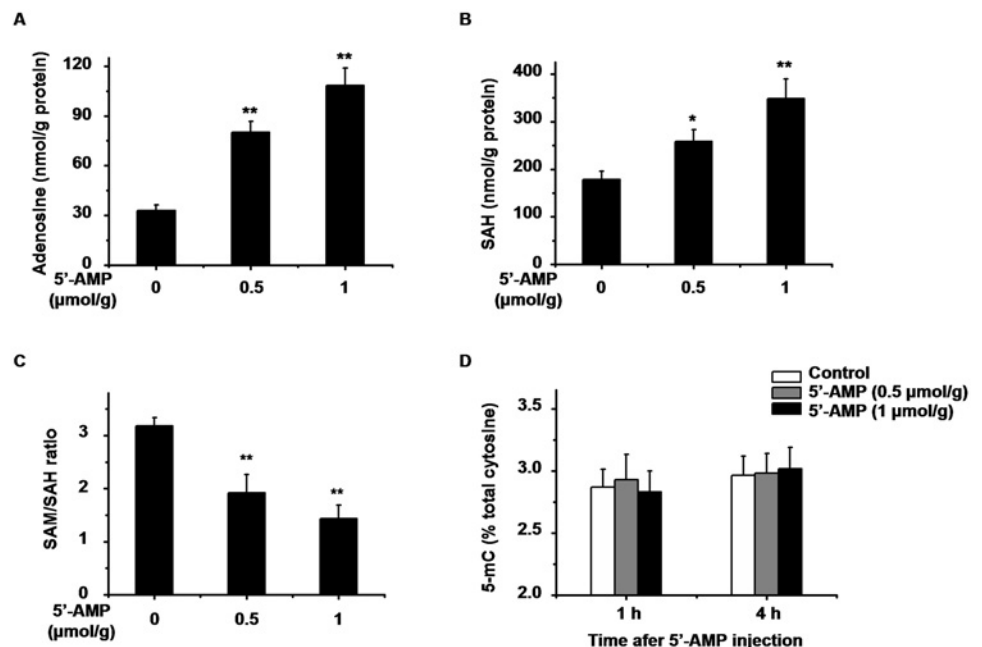 A
Adenosine (nmol/g protein)
120
90
60
30
0
**
**
5'-AMP
(μmol/g)
0
0.5
1
B
SAH (nmol/g protein)
400
300
200
100
0
*
**
5'-AMP
(μmol/g)
0
0.5
1
C
SAM/SAH ratio
3
2
1
0
**
**
5'-AMP
(μmol/g)
0
0.5
1
D
Control
5'-AMP (0.5 μmol/g)
5'-AMP (1 μmol/g)
5-mC (% total cytosine)
3.5
3.0
2.5
2.0
1 h
4 h
Time afer 5'-AMP injection